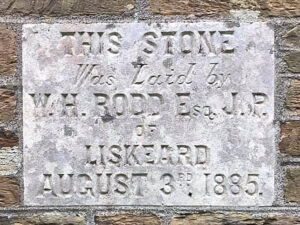 THIS STONE
Was Laid by
W. H. RODD Esq. J. P.
OF
LISKEARD
AUGUST 3RD. 1885.